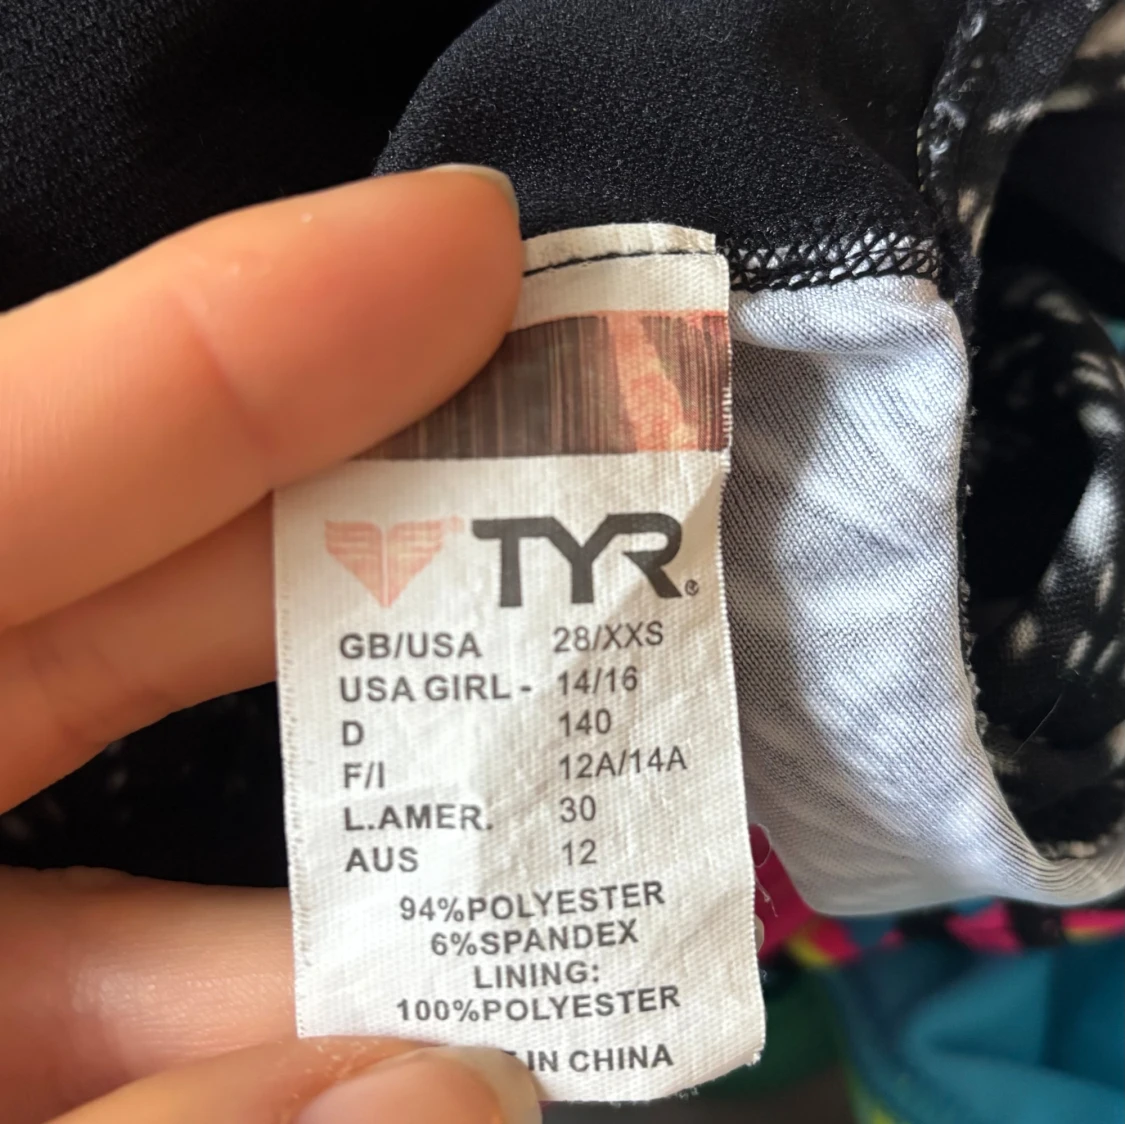 TYR®
GB/USA 28/XXS
USA GIRL - 14/16
D 140
F/I 12A/14A
L.AMER. 30
AUS 12
94%POLYESTER
6%SPANDEX
LINING:
100%POLYESTER
IN CHINA